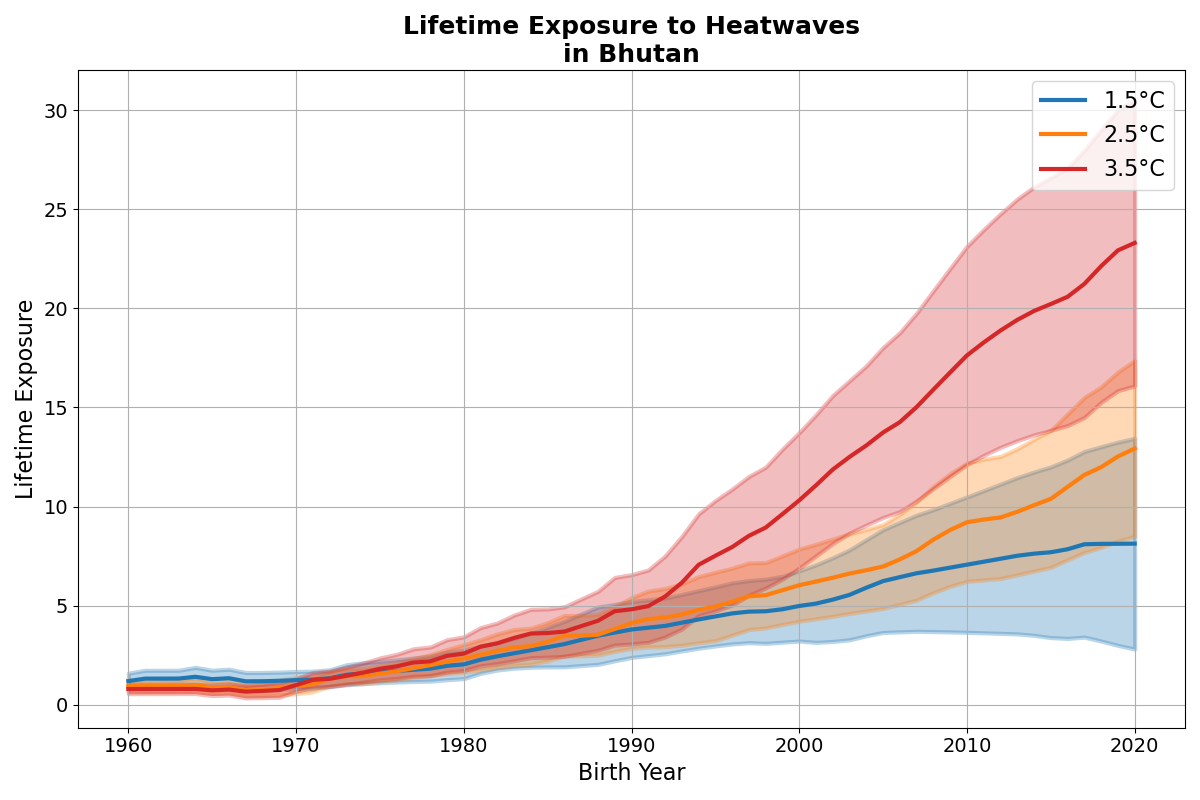 Lifetime Exposure to Heatwaves
in Bhutan
30
25
20
15
10
5
0
Lifetime Exposure
1.5°C
2.5°C
3.5°C
1960 1970 1980 1990 2000 2010 2020
Birth Year